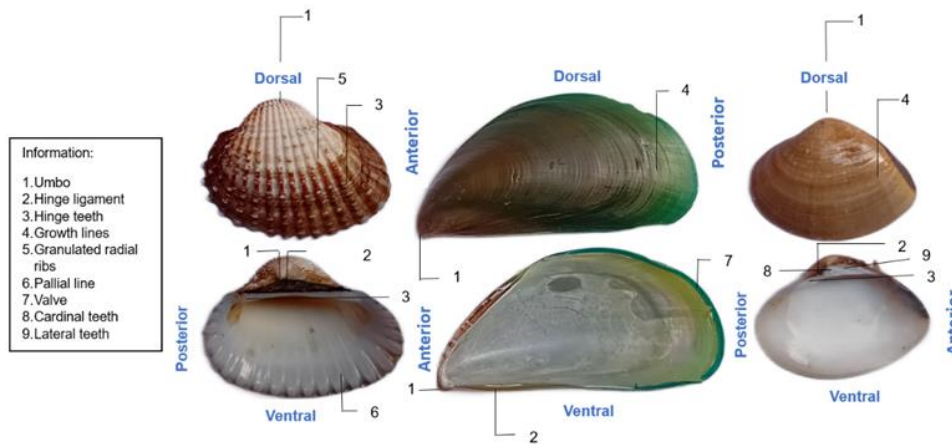 Information:
1.Umbo
2.Hinge ligament
3.Hinge teeth
4.Growth lines
5.Granulated radial
ribs
6.Pallial line
7.Valve
8.Cardinal teeth
9.Lateral teeth
1
Dorsal
5
3
1
2
3
Posterior
Ventral
6
Anterior
Dorsal
4
Posterior
1
Anterior
7
1
Ventral
2
1
Dorsal
4
2
9
8
3
Posterior
Anterior
Ventral